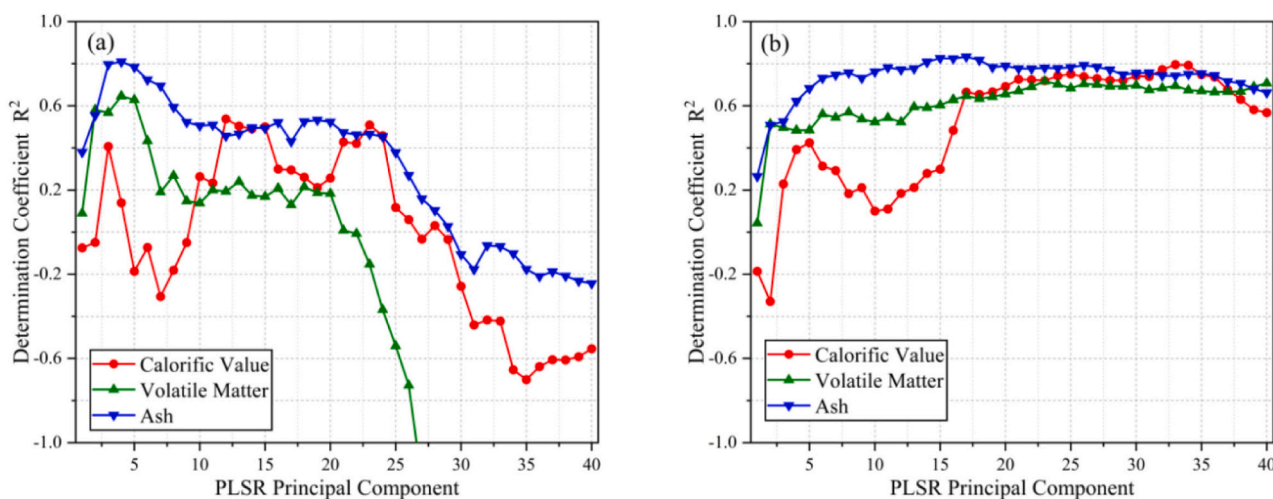 (a)
Determination Coefficient R²
1.0
0.6
0.2
-0.2
-0.6
-1.0
Calorific Value
Volatile Matter
Ash
5 10 15 20 25 30 35 40
PLSR Principal Component
(b)
Determination Coefficient R²
1.0
0.6
0.2
-0.2
-0.6
-1.0
Calorific Value
Volatile Matter
Ash
5 10 15 20 25 30 35 40
PLSR Principal Component